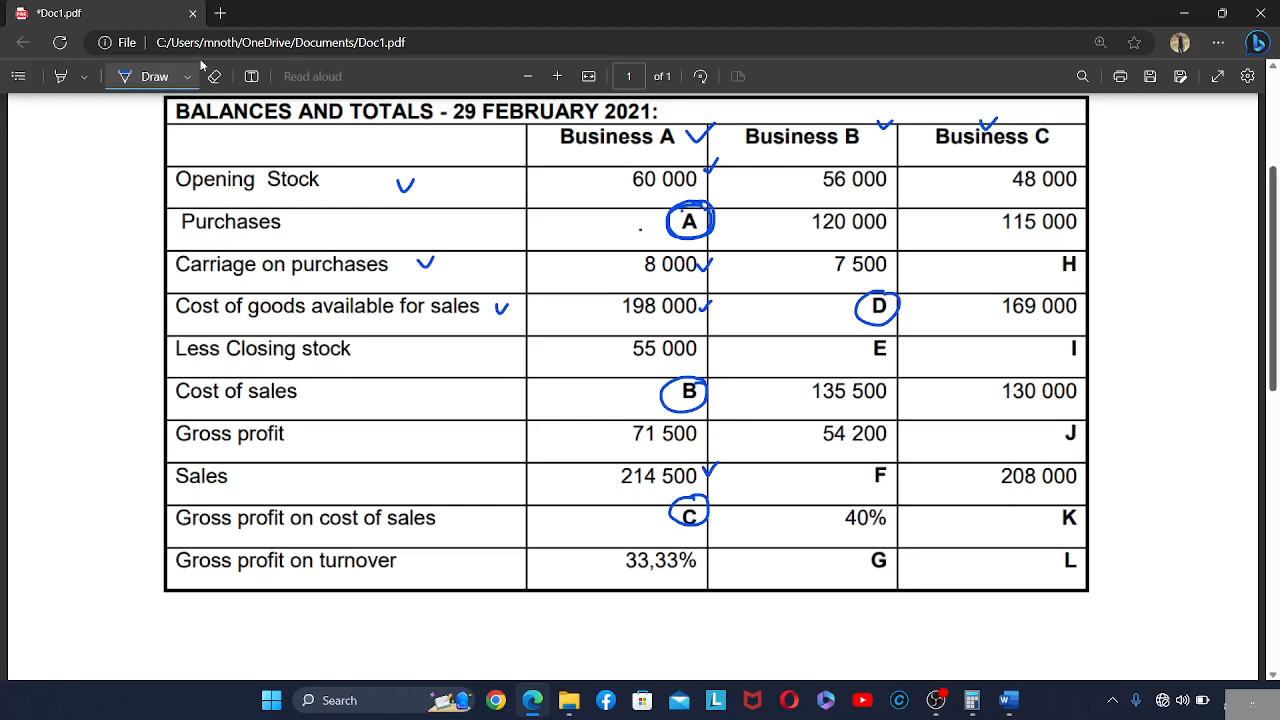 *Doc1.pdf
File C:/Users/mnoth/OneDrive/Documents/Doc1.pdf
Draw Read aloud 1 of 1
BALANCES AND TOTALS - 29 FEBRUARY 2021:
Business A Business B Business C
Opening Stock 60 000 56 000 48 000
Purchases A 120 000 115 000
Carriage on purchases 8 000 7 500 H
Cost of goods available for sales 198 000 D 169 000
Less Closing stock 55 000 E I
Cost of sales B 135 500 130 000
Gross profit 71 500 54 200 J
Sales 214 500 F 208 000
Gross profit on cost of sales C 40% K
Gross profit on turnover 33,33% G L
Search